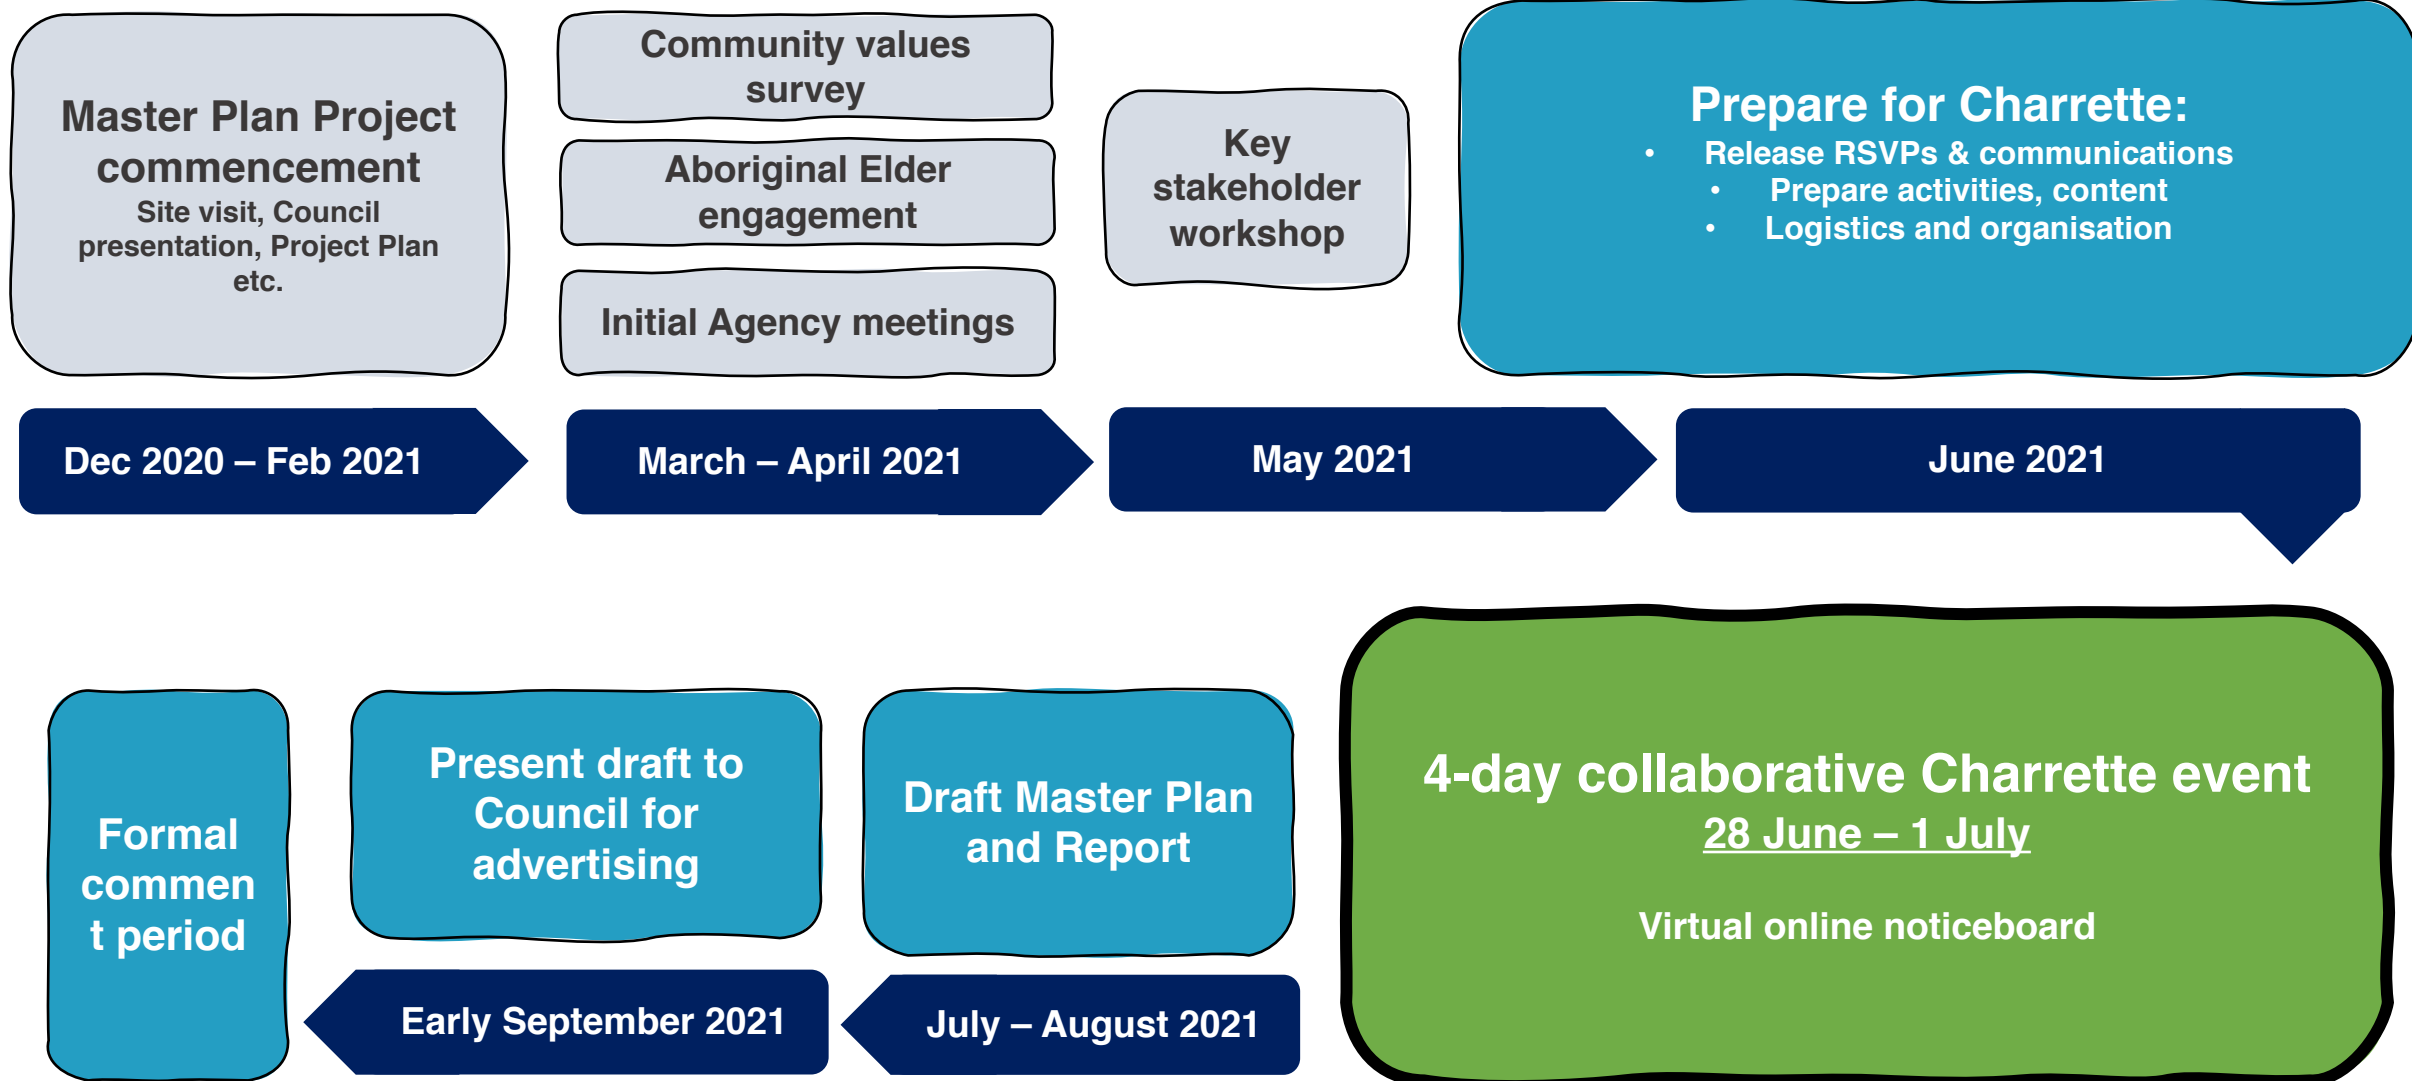 Master Plan Project
commencement
Site visit, Council
presentation, Project Plan
etc.
Community values
survey
Aboriginal Elder
engagement
Initial Agency meetings
Key
stakeholder
workshop
Prepare for Charrette:
• Release RSVPs & communications
• Prepare activities, content
• Logistics and organisation
Dec 2020 – Feb 2021
March – April 2021
May 2021
June 2021
4-day collaborative Charrette event
28 June – 1 July
Virtual online noticeboard
Draft Master Plan
and Report
July – August 2021
Present draft to
Council for
advertising
Early September 2021
Formal
commen
t period